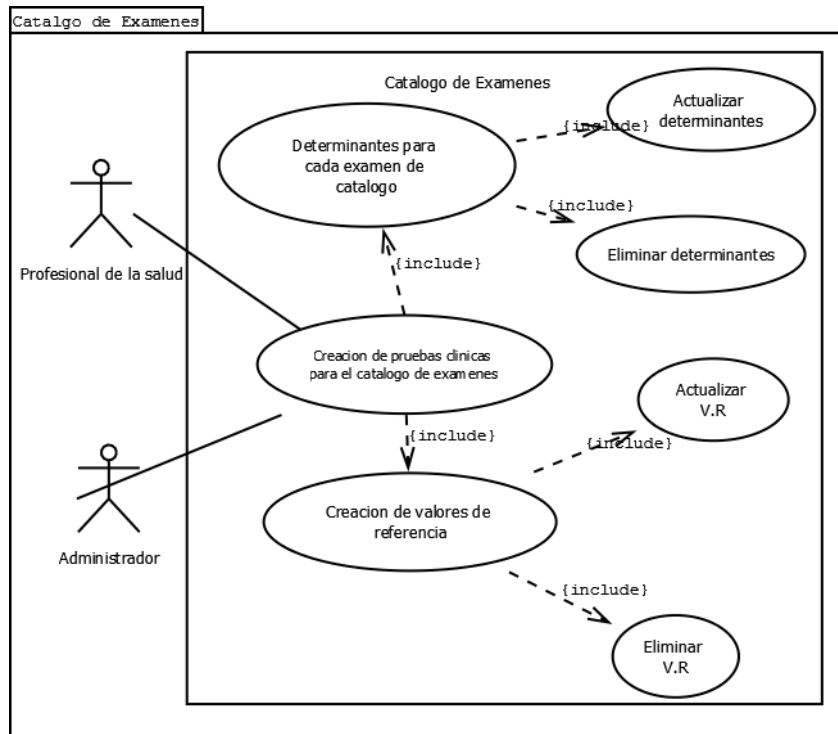 Catalgo de Examenes
Catalogo de Examenes
Actualizar
determinantes
{include}
Determinantes para
cada examen de
catalogo
{include}
Eliminar determinantes
Profesional de la salud
{include}
Creacion de pruebas clinicas
para el catalogo de examenes
Actualizar
V.R
{include}
{include}
Creacion de valores de
referencia
Administrador
{include}
Eliminar
V.R